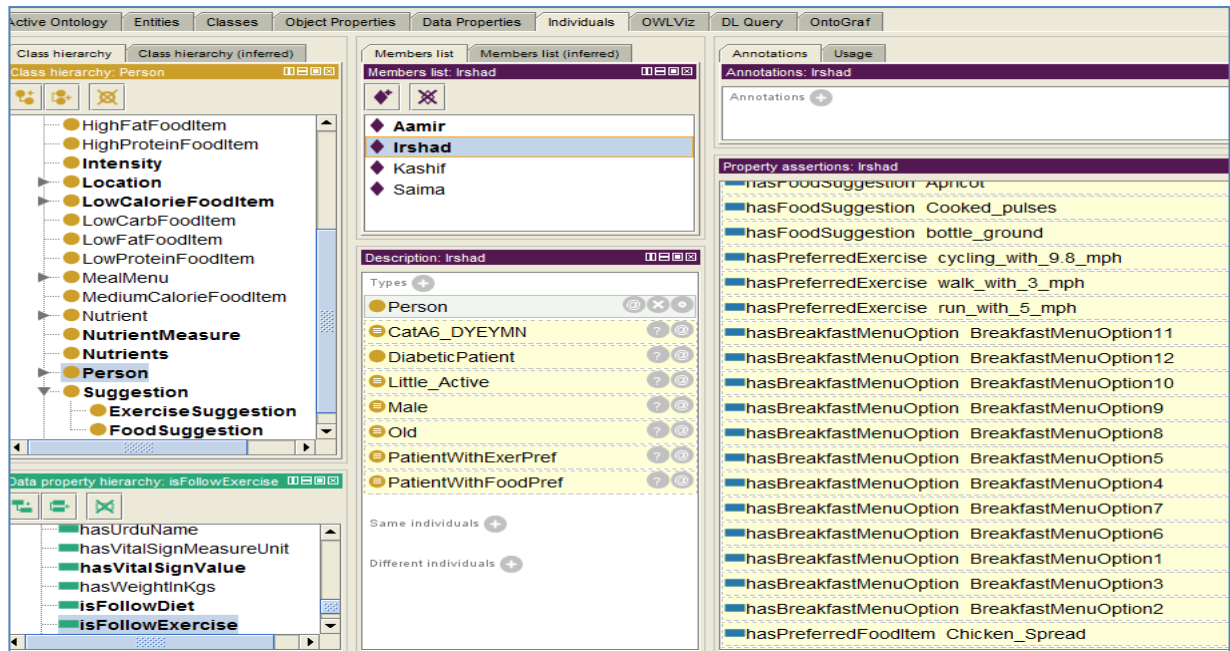 Active Ontology Entities Classes Object Properties Data Properties Individuals OWLViz DL Query OntoGraf
Class hierarchy Class hierarchy (inferred)
Class hierarchy: Person
HighFatFoodItem
HighProteinFoodItem
Intensity
Location
LowCalorieFoodItem
LowCarbFoodItem
LowFatFoodItem
LowProteinFoodItem
MealMenu
MediumCalorieFoodItem
Nutrient
NutrientMeasure
Nutrients
Person
Suggestion
ExerciseSuggestion
FoodSuggestion
Data property hierarchy: isFollowExercise
hasUrduName
hasVitalSignMeasureUnit
hasVitalSignValue
hasWeightInKgs
isFollowDiet
isFollowExercise
Members list Members list (inferred)
Members list: Irshad
Aamir
Irshad
Kashif
Saima
Description: Irshad
Types
Person
CatA6_DYEYMN
DiabeticPatient
Little_Active
Male
Old
PatientWithExerPref
PatientWithFoodPref
Same individuals
Different individuals
Annotations Usage
Annotations: Irshad
Annotations
Property assertions: Irshad
hasFoodSuggestion Apricot
hasFoodSuggestion Cooked_pulses
hasFoodSuggestion bottle_ground
hasPreferredExercise cycling_with_9.8_mph
hasPreferredExercise walk_with_3_mph
hasPreferredExercise run_with_5_mph
hasBreakfastMenuOption BreakfastMenuOption11
hasBreakfastMenuOption BreakfastMenuOption12
hasBreakfastMenuOption BreakfastMenuOption10
hasBreakfastMenuOption BreakfastMenuOption9
hasBreakfastMenuOption BreakfastMenuOption8
hasBreakfastMenuOption BreakfastMenuOption5
hasBreakfastMenuOption BreakfastMenuOption4
hasBreakfastMenuOption BreakfastMenuOption7
hasBreakfastMenuOption BreakfastMenuOption6
hasBreakfastMenuOption BreakfastMenuOption1
hasBreakfastMenuOption BreakfastMenuOption3
hasBreakfastMenuOption BreakfastMenuOption2
hasPreferredFoodItem Chicken_Spread